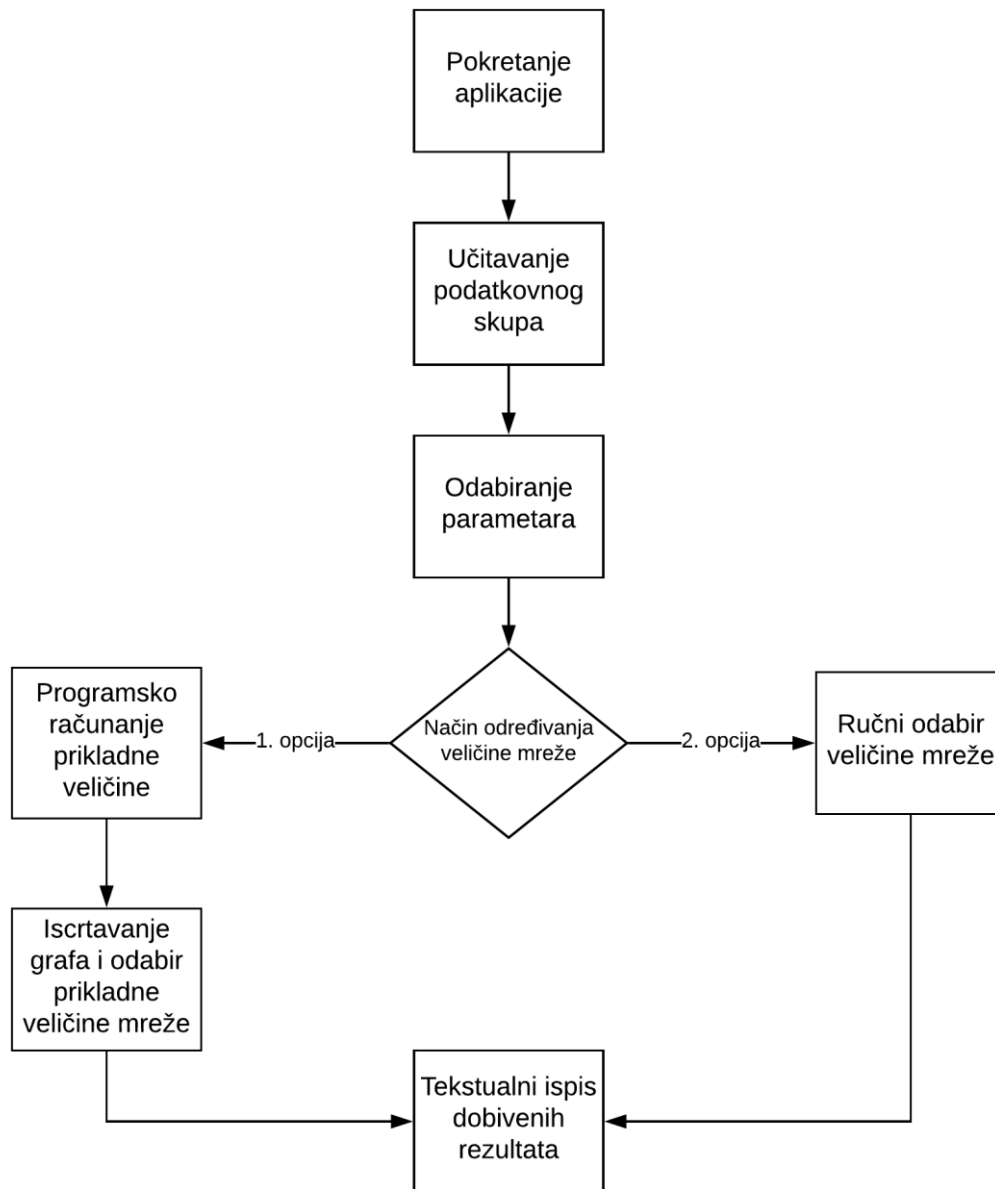 Pokretanje
aplikacije
Učitavanje
podatkovnog
skupa
Odabiranje
parametara
Način određivanja
veličine mreže
1. opcija
2. opcija
Programsko
računanje
prikladne
veličine
Ručni odabir
veličine mreže
Iscrtavanje
grafa i odabir
prikladne
veličine mreže
Tekstualni ispis
dobivenih
rezultata